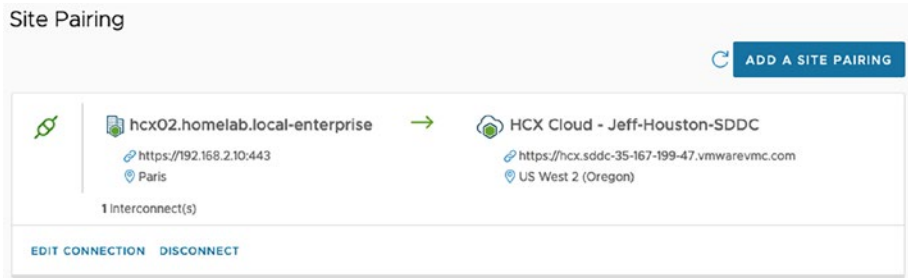 Site Pairing
ADD A SITE PAIRING
hcx02.homelab.local-enterprise
HCX Cloud - Jeff-Houston-SDDC
https://192.168.2.10:443
https://hcx.sddc-35-167-199-47.vmwarevmc.com
Paris
US West 2 (Oregon)
1 Interconnect(s)
EDIT CONNECTION DISCONNECT